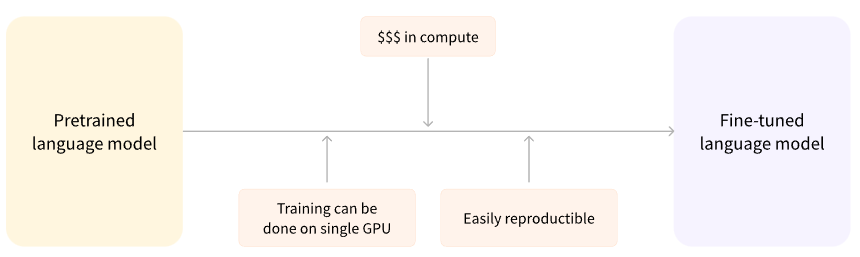 $$$ in compute
Pretrained
language model
Fine-tuned
language model
Training can be
done on single GPU
Easily reproductible